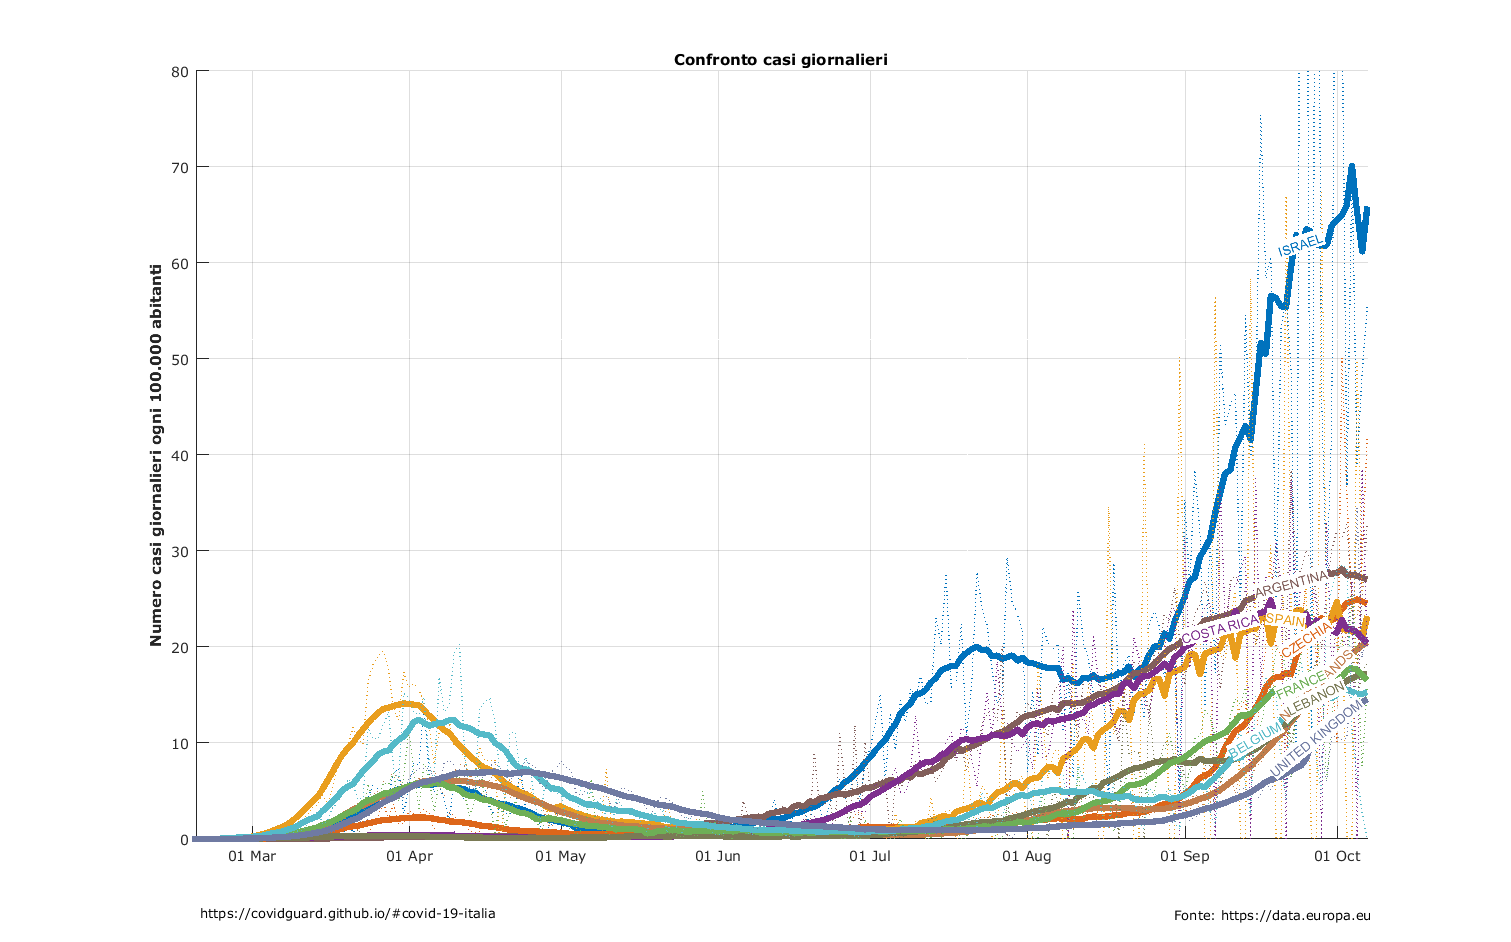 Confronto casi giornalieri
Numero casi giornalieri ogni 100.000 abitanti
80
70
60
50
40
30
20
10
0
ISRAEL
ARGENTINA
COSTA RICA
SPAIN
CZECHIA
NDS
FRANCE
LEBANON
BELGIUM
UNITED KINGDOM
01 Mar
01 Apr
01 May
01 Jun
01 Jul
01 Aug
01 Sep
01 Oct
https://covidguard.github.io/#covid-19-italia
Fonte: https://data.europa.eu